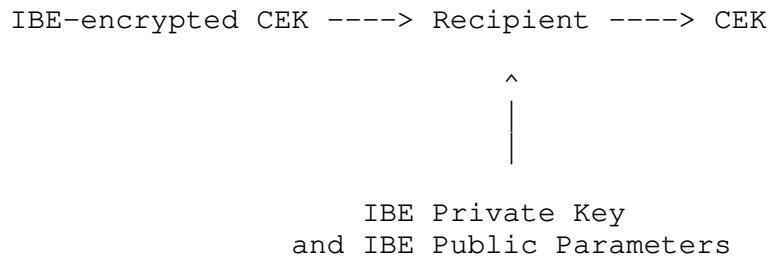 IBE-encrypted CEK ----> Recipient ----> CEK
^
|
|
IBE Private Key
and IBE Public Parameters